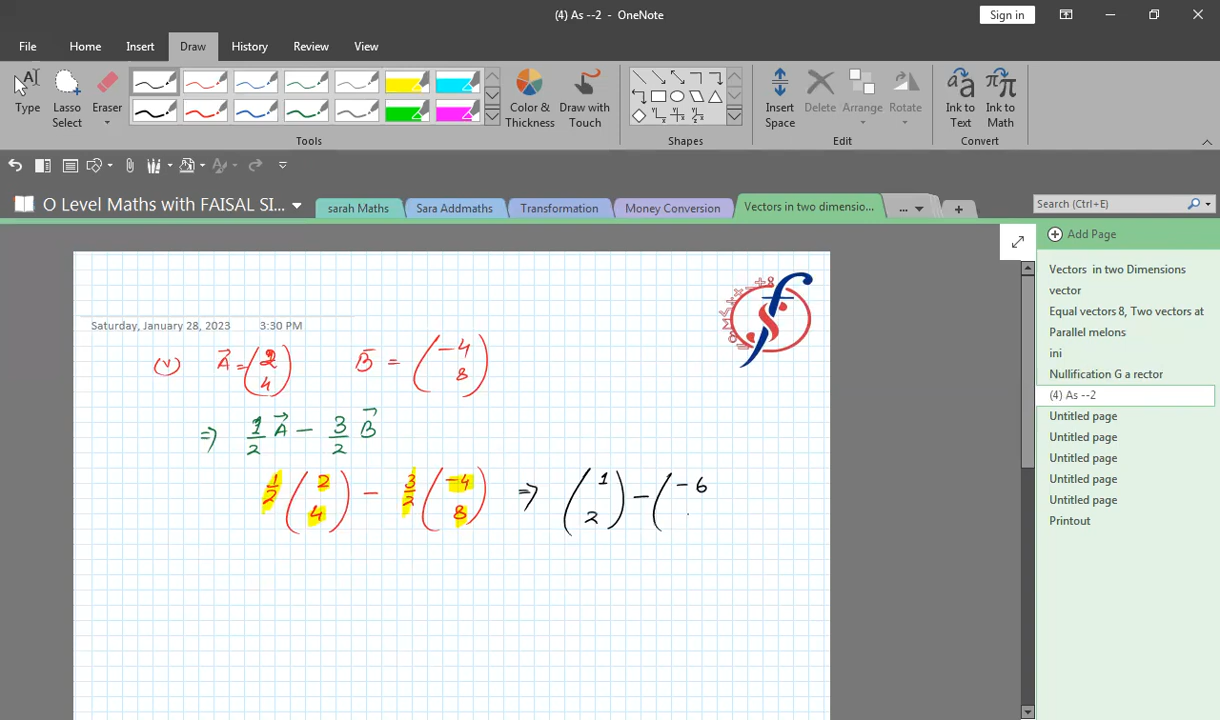 (4) As --2 - OneNote
Sign in
File Home Insert Draw History Review View
Type
Lasso Select
Eraser
Color & Thickness
Draw with Touch
Insert Space
Delete
Arrange
Rotate
Ink to Text
Ink to Math
Tools
Shapes
Edit
Convert
O Level Maths with FAISAL SI...
sarah Maths
Sara Addmaths
Transformation
Money Conversion
Vectors in two dimensio...
...
Search (Ctrl+E)
Add Page
Vectors in two Dimensions
vector
Equal vectors 8, Two vectors at
Parallel melons
ini
Nullification G a rector
(4) As --2
Untitled page
Untitled page
Untitled page
Untitled page
Untitled page
Printout
Saturday, January 28, 2023 3:30 PM
(v) A⃗ = (2 4) B⃗ = (-4 8)
⇒ 1/2 A⃗ - 3/2 B⃗
1/2 (2 4) - 3/2 (-4 8) ⇒ (1 2) - (-6